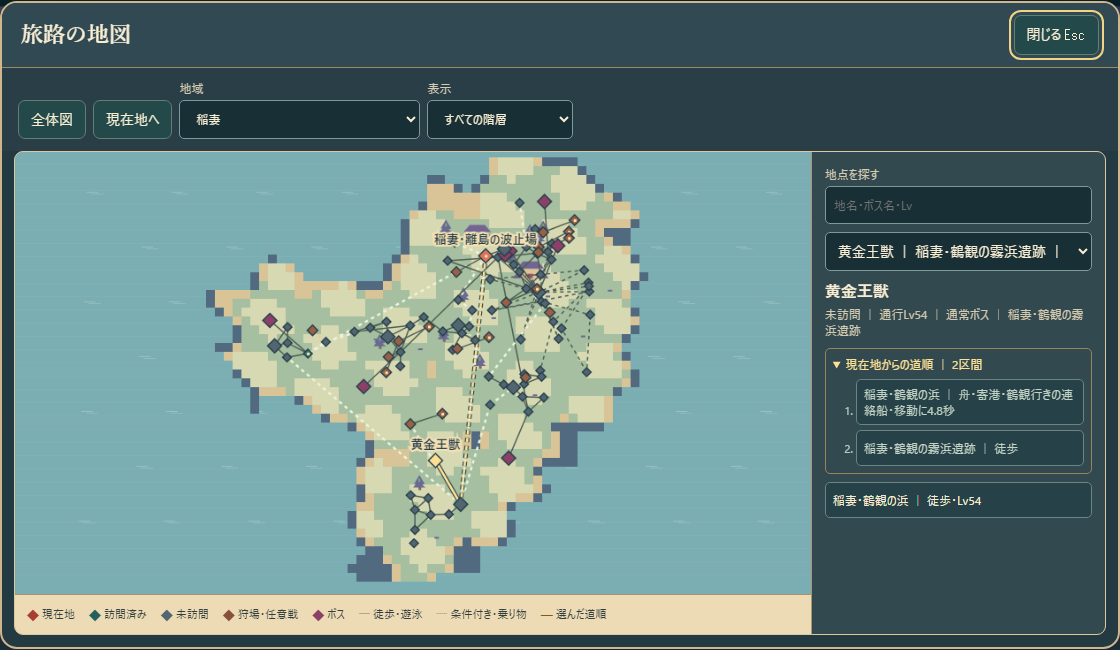 旅路の地図
閉じる Esc
地域
表示
全体図
現在地へ
稲妻
すべての階層
地点を探す
地名・ボス名・Lv
黄金王獣 | 稲妻・鶴観の霧浜遺跡 |
黄金王獣
未訪問 | 通行Lv54 | 通常ボス | 稲妻・鶴観の霧
浜遺跡
▼ 現在地からの道順 | 2区間
1. 稲妻・鶴観の浜 | 舟・寄港・鶴観行きの連
絡船・移動に4.8秒
2. 稲妻・鶴観の霧浜遺跡 | 徒歩
稲妻・鶴観の浜 | 徒歩・Lv54
稲妻・離島の波止場
黄金王獣
現在地
訪問済み
未訪問
狩場・任意戦
ボス
徒歩・遊泳
条件付き・乗り物
選んだ道順